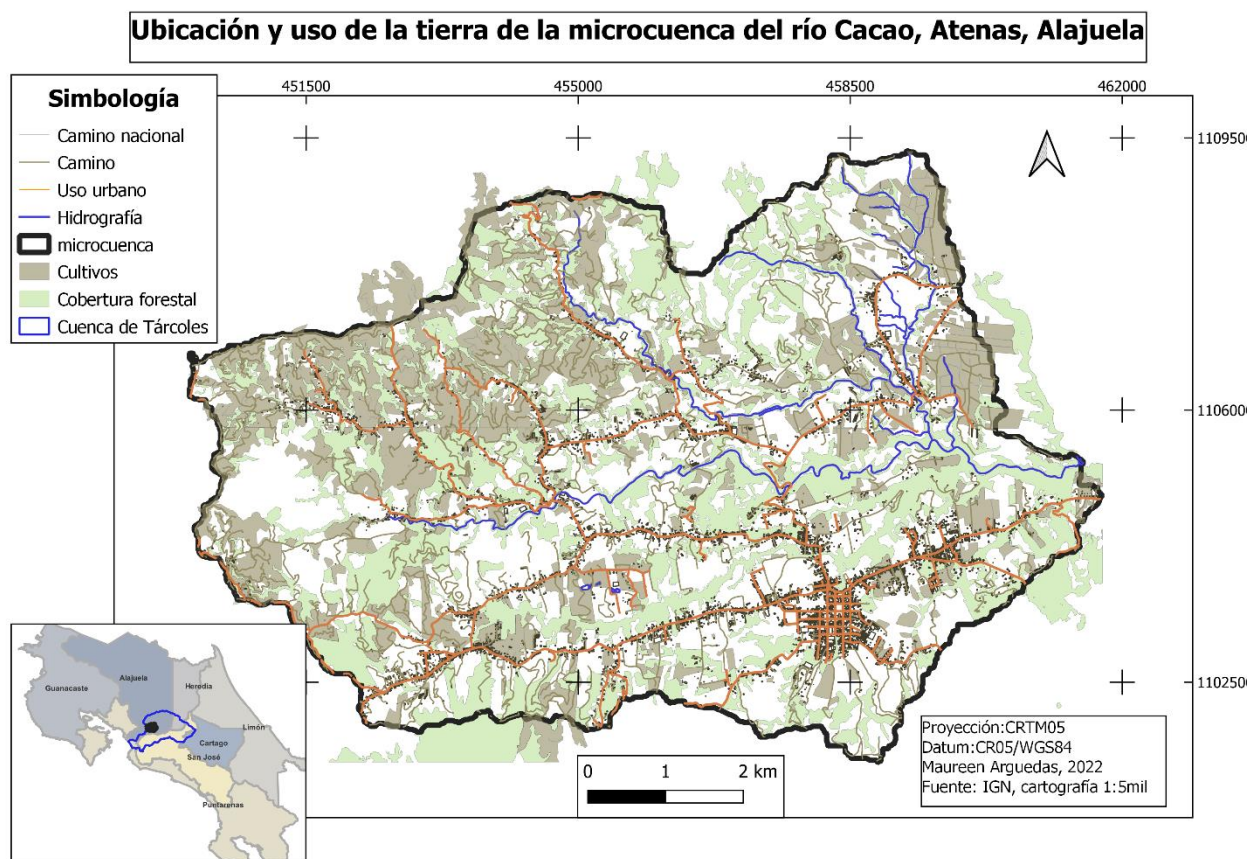 Ubicación y uso de la tierra de la microcuenca del río Cacao, Atenas, Alajuela
451500 455000 458500 462000
Simbología
Camino nacional
Camino
Uso urbano
Hidrografía
microcuenca
Cultivos
Cobertura forestal
Cuenca de Tárcoles
1109500
1106000
1102500
Guanacaste
Alajuela
Heredia
Limón
Cartago
San José
Puntarenas
0 1 2 km
Proyección:CRTM05
Datum:CR05/WGS84
Maureen Arguedas, 2022
Fuente: IGN, cartografía 1:5mil